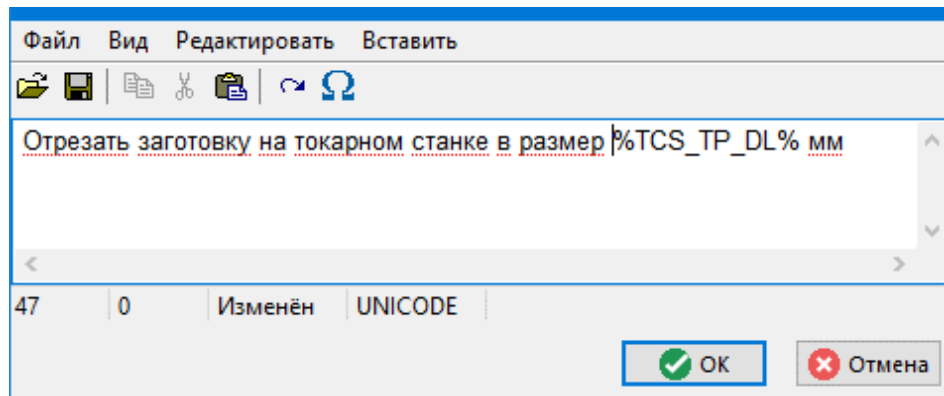 Файл Вид Редактировать Вставить
Отрезать заготовку на токарном станке в размер %TCS_TP_DL% мм
47 0 Изменён UNICODE
OK Отмена